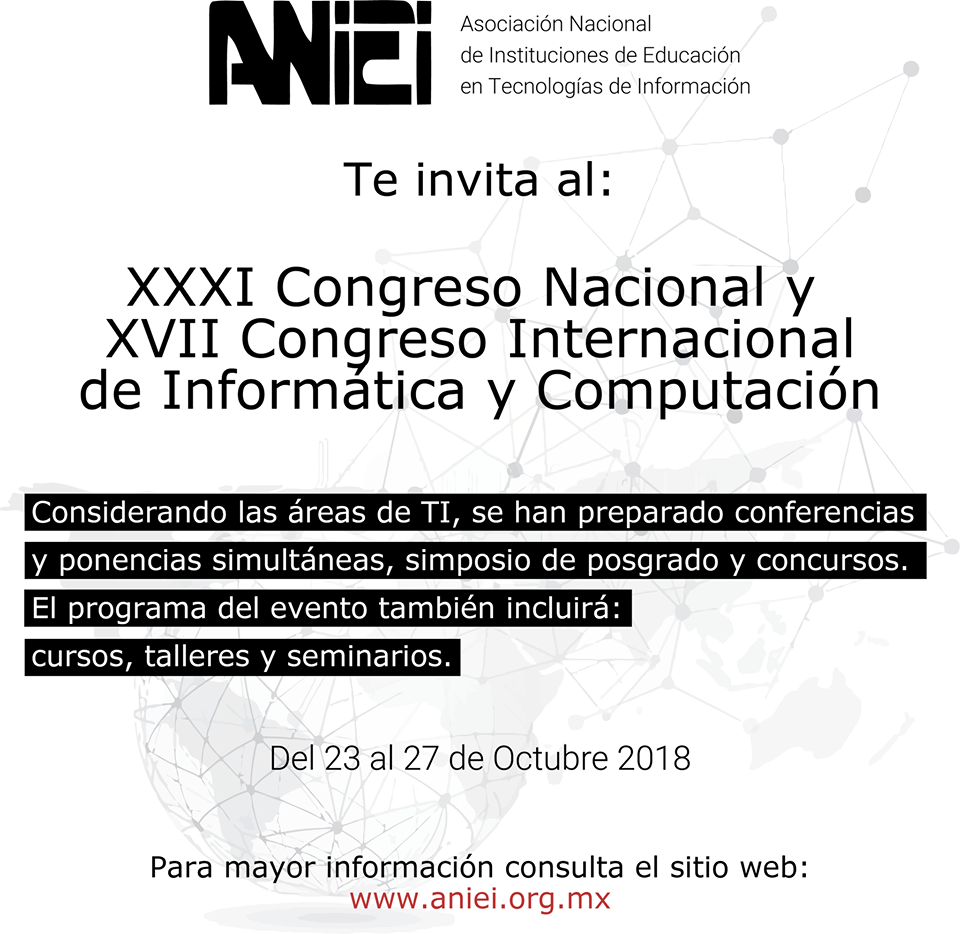 ANIEI
Asociación Nacional
de Instituciones de Educación
en Tecnologías de Información
Te invita al:
XXXI Congreso Nacional y
XVII Congreso Internacional
de Informática y Computación
Considerando las áreas de TI, se han preparado conferencias
y ponencias simultáneas, simposio de posgrado y concursos.
El programa del evento también incluirá:
cursos, talleres y seminarios.
Del 23 al 27 de Octubre 2018
Para mayor información consulta el sitio web:
www.aniei.org.mx